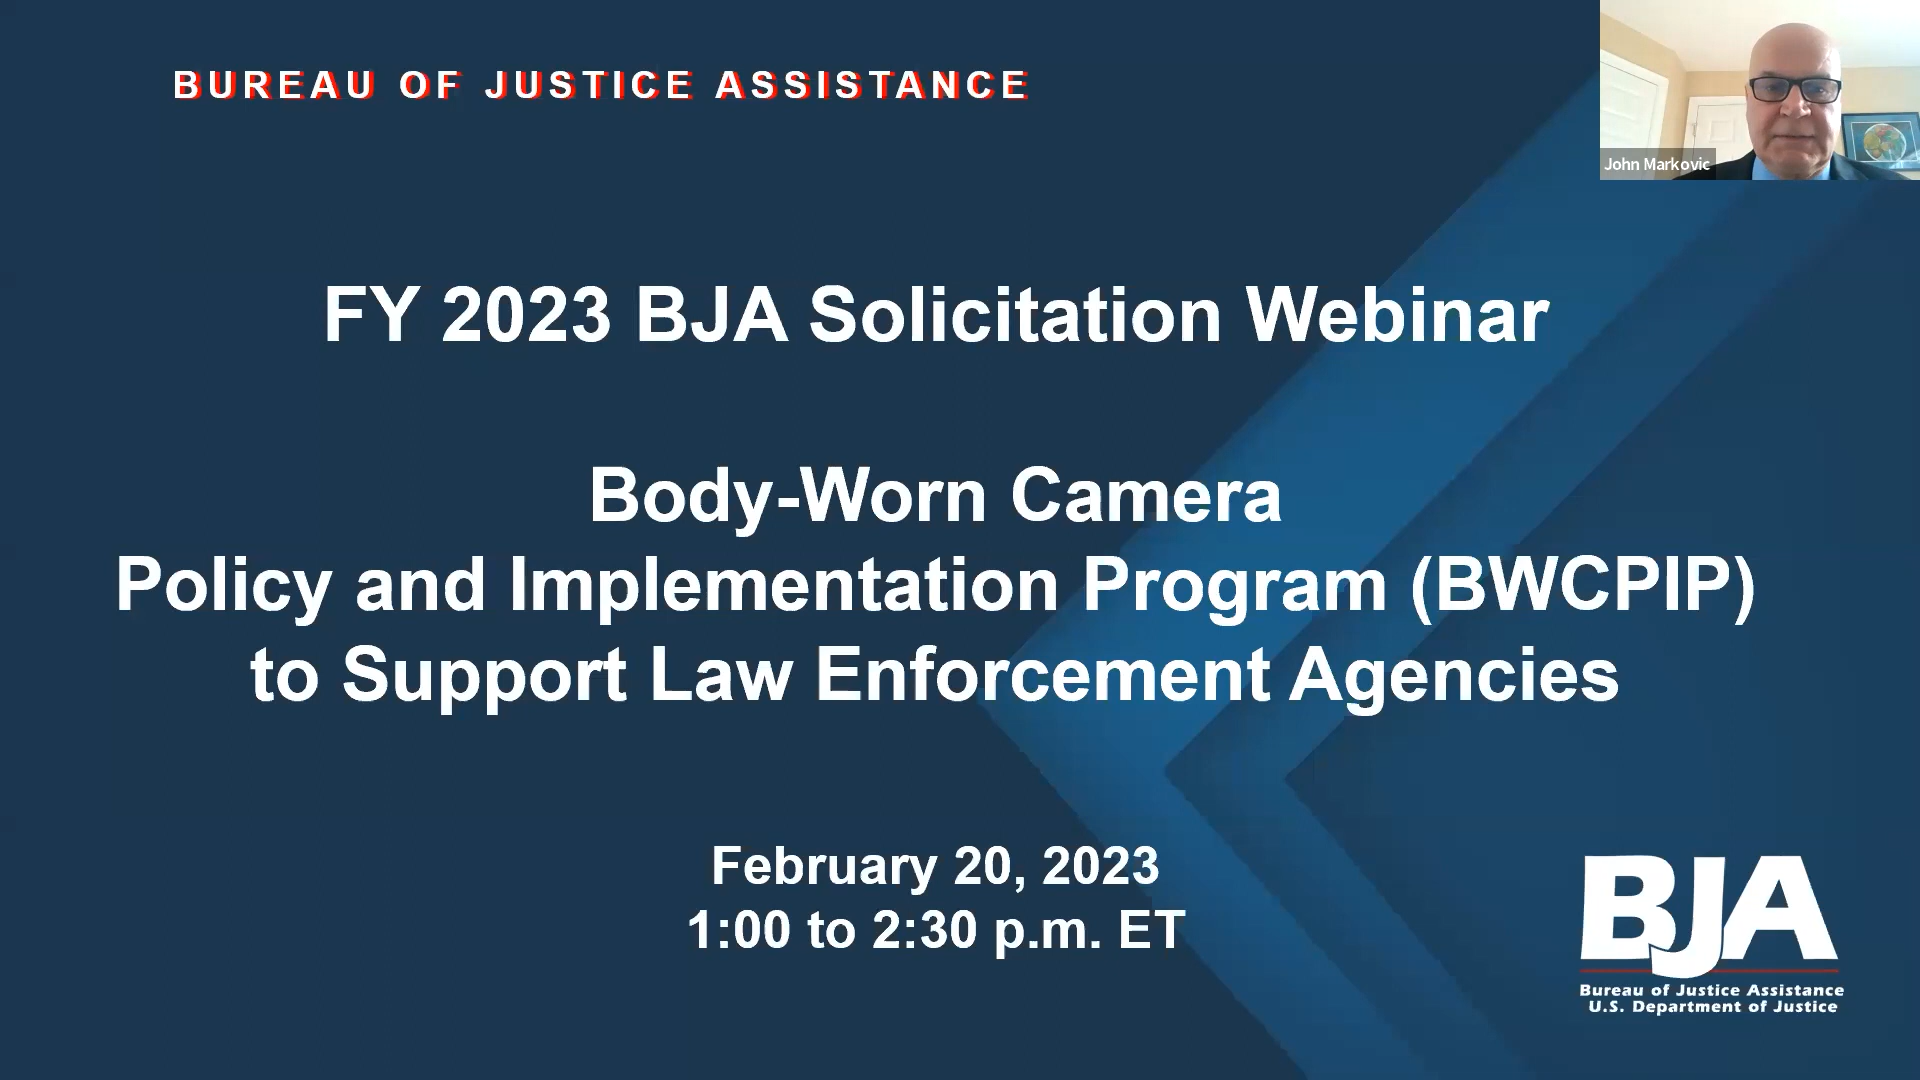 BUREAU OF JUSTICE ASSISTANCE
John Markovic
FY 2023 BJA Solicitation Webinar
Body-Worn Camera
Policy and Implementation Program (BWCPIP)
to Support Law Enforcement Agencies
February 20, 2023
1:00 to 2:30 p.m. ET
BJA
Bureau of Justice Assistance
U.S. Department of Justice